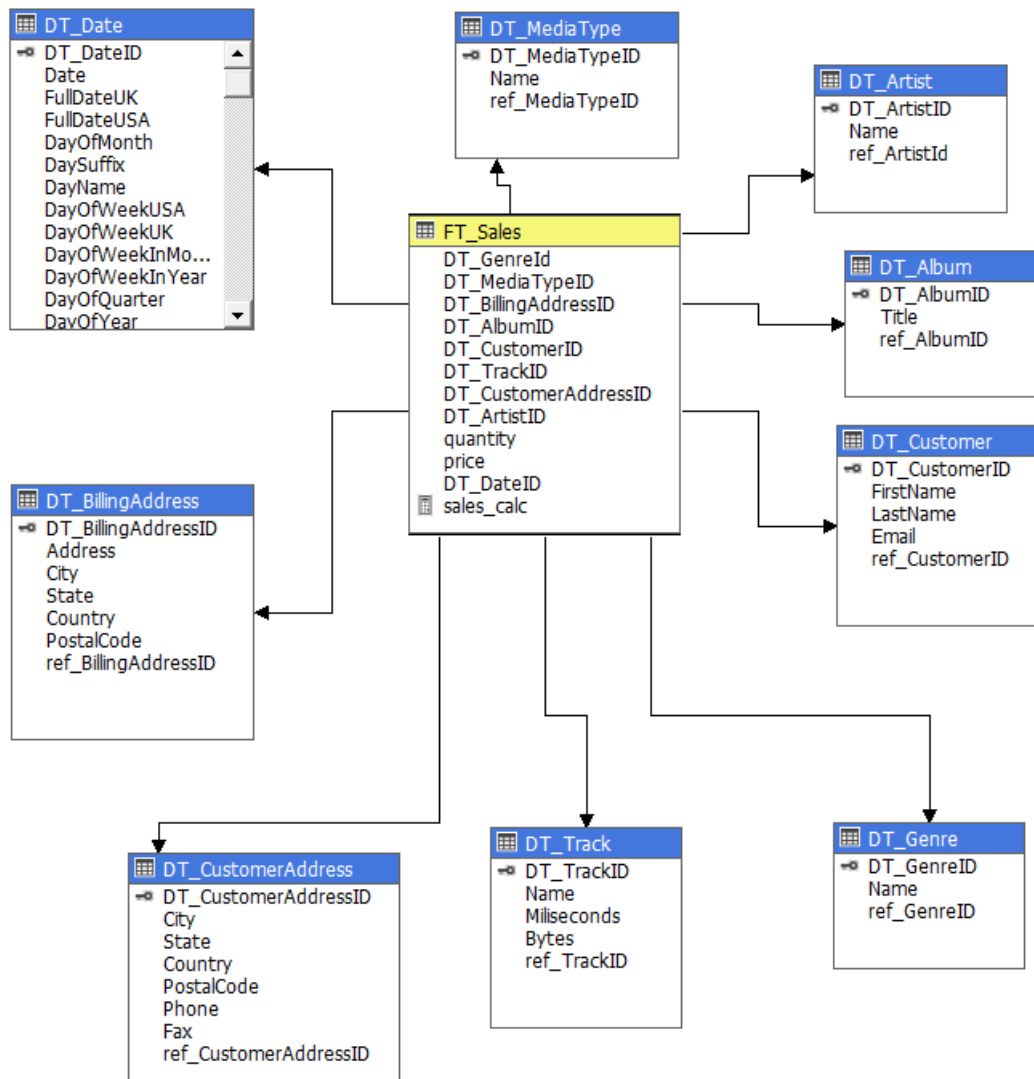 DT_Date
DT_DateID
Date
FullDateUK
FullDateUSA
DayOfMonth
DaySuffix
DayName
DayOfWeekUSA
DayOfWeekUK
DayOfWeekInMo...
DayOfWeekInYear
DayOfQuarter
DayOfYear
DT_MediaType
DT_MediaTypeID
Name
ref_MediaTypeID
DT_Artist
DT_ArtistID
Name
ref_ArtistId
FT_Sales
DT_GenreId
DT_MediaTypeID
DT_BillingAddressID
DT_AlbumID
DT_CustomerID
DT_TrackID
DT_CustomerAddressID
DT_ArtistID
quantity
price
DT_DateID
sales_calc
DT_Album
DT_AlbumID
Title
ref_AlbumID
DT_Customer
DT_CustomerID
FirstName
LastName
Email
ref_CustomerID
DT_BillingAddress
DT_BillingAddressID
Address
City
State
Country
PostalCode
ref_BillingAddressID
DT_CustomerAddress
DT_CustomerAddressID
City
State
Country
PostalCode
Phone
Fax
ref_CustomerAddressID
DT_Track
DT_TrackID
Name
Miliseconds
Bytes
ref_TrackID
DT_Genre
DT_GenreID
Name
ref_GenreID